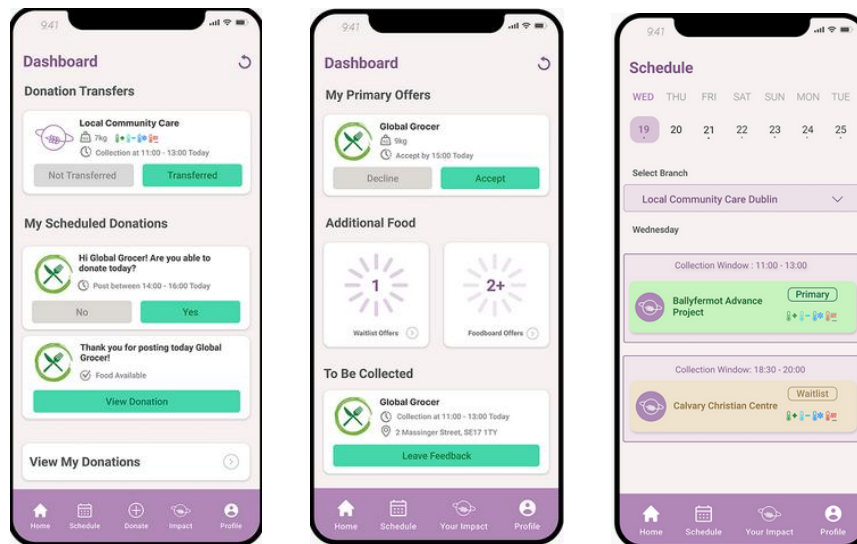 9:41
Dashboard
Donation Transfers
Local Community Care
7kg
Collection at 11:00 - 13:00 Today
Not Transferred
Transferred
My Scheduled Donations
Hi Global Grocer! Are you able to
donate today?
Post between 14:00 - 16:00 Today
No
Yes
Thank you for posting today Global
Grocer!
Food Available
View Donation
View My Donations
Home Schedule Donate Impact Profile
9:41
Dashboard
My Primary Offers
Global Grocer
9kg
Accept by 15:00 Today
Decline
Accept
Additional Food
1
2+
Waitlist Offers
Foodboard Offers
To Be Collected
Global Grocer
Collection at 11:00 - 13:00 Today
2 Massinger Street, SE17 1TY
Leave Feedback
Home Schedule Your Impact Profile
9:41
Schedule
WED THU FRI SAT SUN MON TUE
19 20 21 22 23 24 25
Select Branch
Local Community Care Dublin
Wednesday
Collection Window : 11:00 - 13:00
Ballyfermot Advance
Project
Primary
Collection Window: 18:30 - 20:00
Calvary Christian Centre
Waitlist
Home Schedule Your Impact Profile